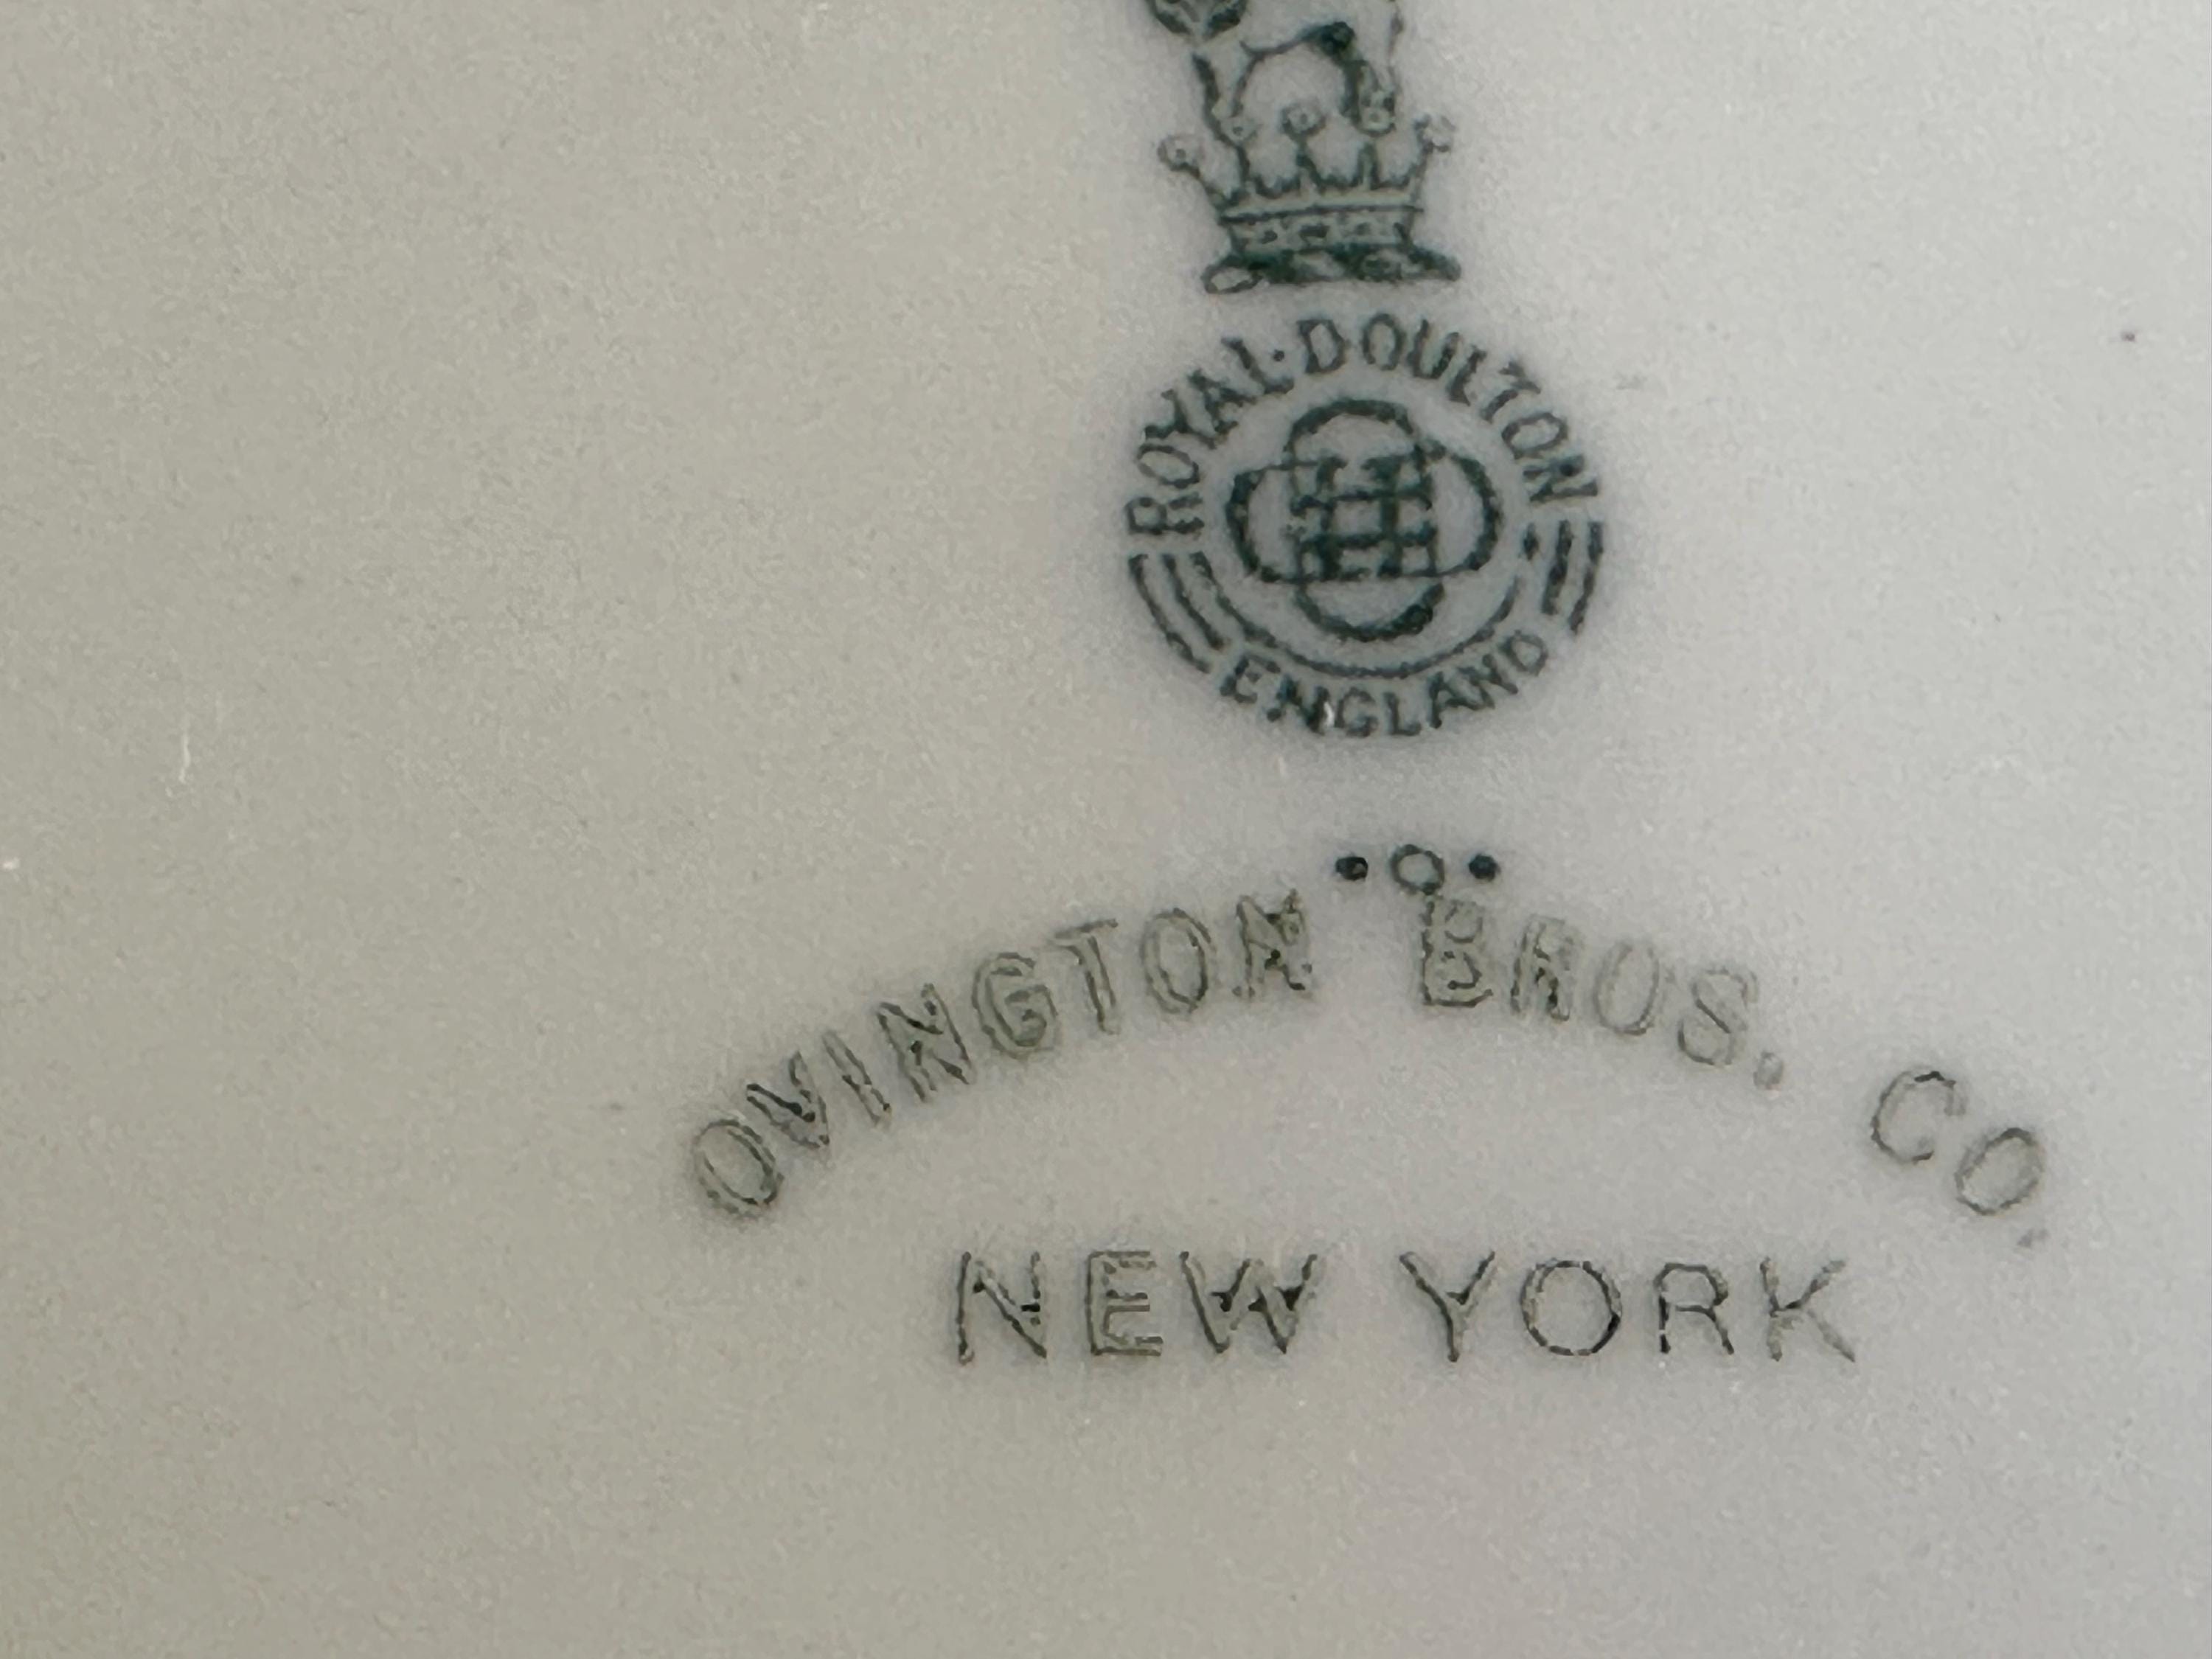 ROYAL·DOULTON
ENGLAND
OVINGTON BROS. CO.
NEW YORK